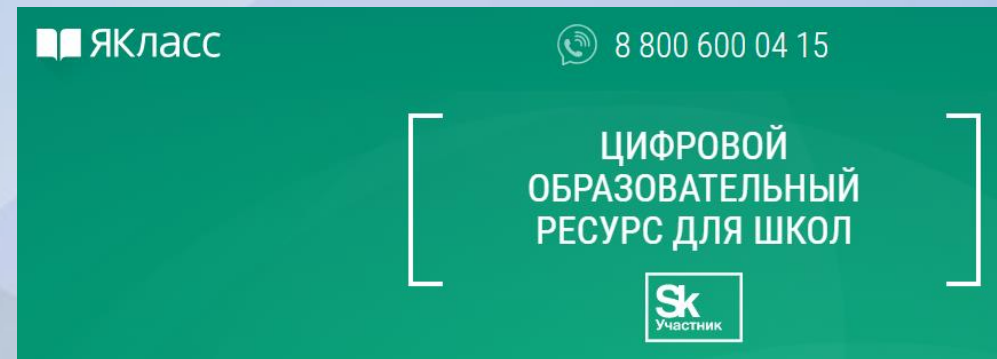 ЯКласс
8 800 600 04 15
ЦИФРОВОЙ
ОБРАЗОВАТЕЛЬНЫЙ
РЕСУРС ДЛЯ ШКОЛ
Sk
Участник